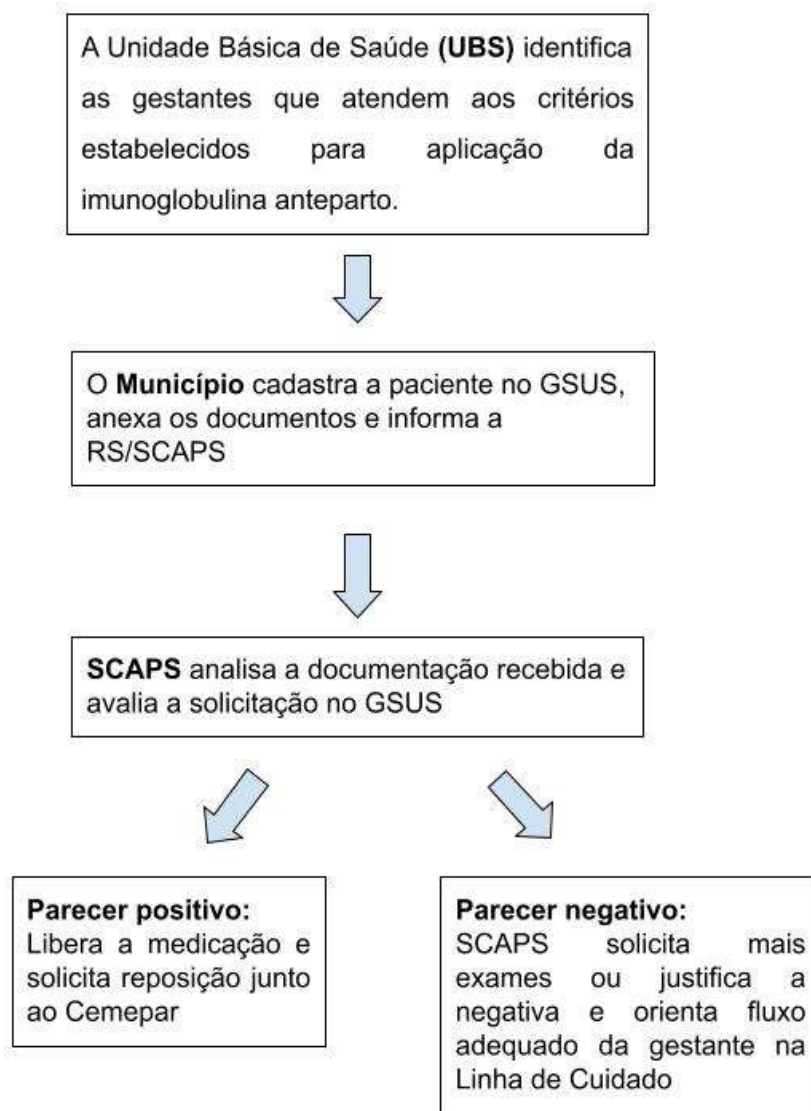 A Unidade Básica de Saúde (UBS) identifica
as gestantes que atendem aos critérios
estabelecidos para aplicação da
imunoglobulina anteparto.
O Município cadastra a paciente no GSUS,
anexa os documentos e informa a
RS/SCAPS
SCAPS analisa a documentação recebida e
avalia a solicitação no GSUS
Parecer positivo:
Libera a medicação e
solicita reposição junto
ao Cemepar
Parecer negativo:
SCAPS solicita mais
exames ou justifica a
negativa e orienta fluxo
adequado da gestante na
Linha de Cuidado